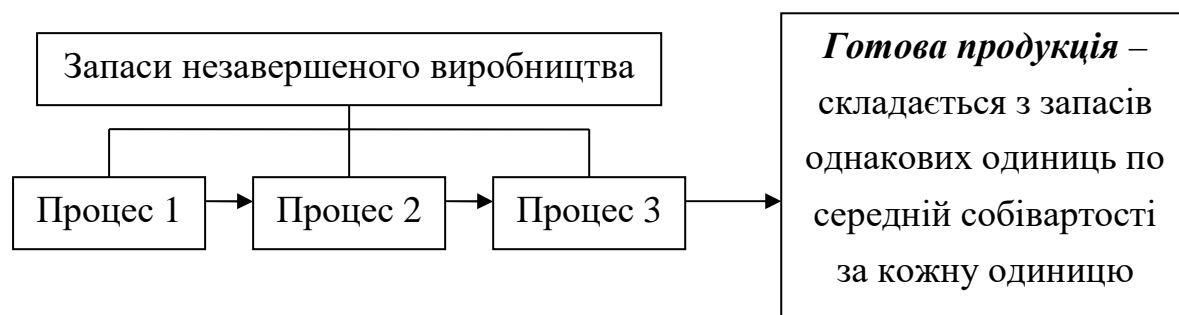 Запаси незавершеного виробництва
Процес 1
Процес 2
Процес 3
Готова продукція –
складається з запасів
однакових одиниць по
середній собівартості
за кожну одиницю